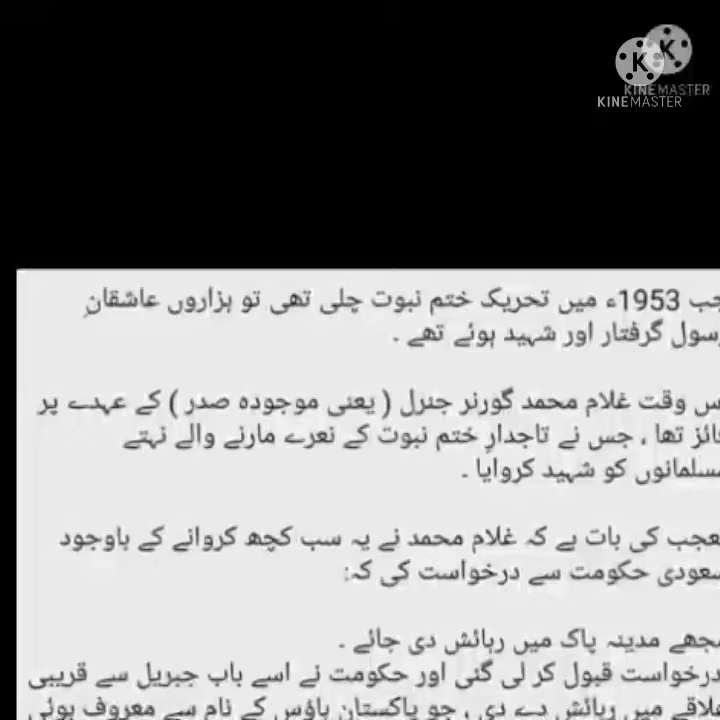 KINEMASTER
KINEMASTER
جب 1953ء میں تحریک ختم نبوت چلی تھی تو ہزاروں عاشقانِ
رسول گرفتار اور شہید ہوئے تھے ۔
اس وقت غلام محمد گورنر جنرل ( یعنی موجودہ صدر ) کے عہدے پر
فائز تھا ، جس نے تاجدارِ ختم نبوت کے نعرے مارنے والے نہتے
مسلمانوں کو شہید کروایا ۔
تعجب کی بات ہے کہ غلام محمد نے یہ سب کچھ کروانے کے باوجود
سعودی حکومت سے درخواست کی کہ:
مجھے مدینہ پاک میں رہائش دی جائے ۔
درخواست قبول کر لی گئی اور حکومت نے اسے باب جبریل سے قریبی
علاقے میں رہائش دے دی ، جو پاکستان ہاؤس کے نام سے معروف ہوئی